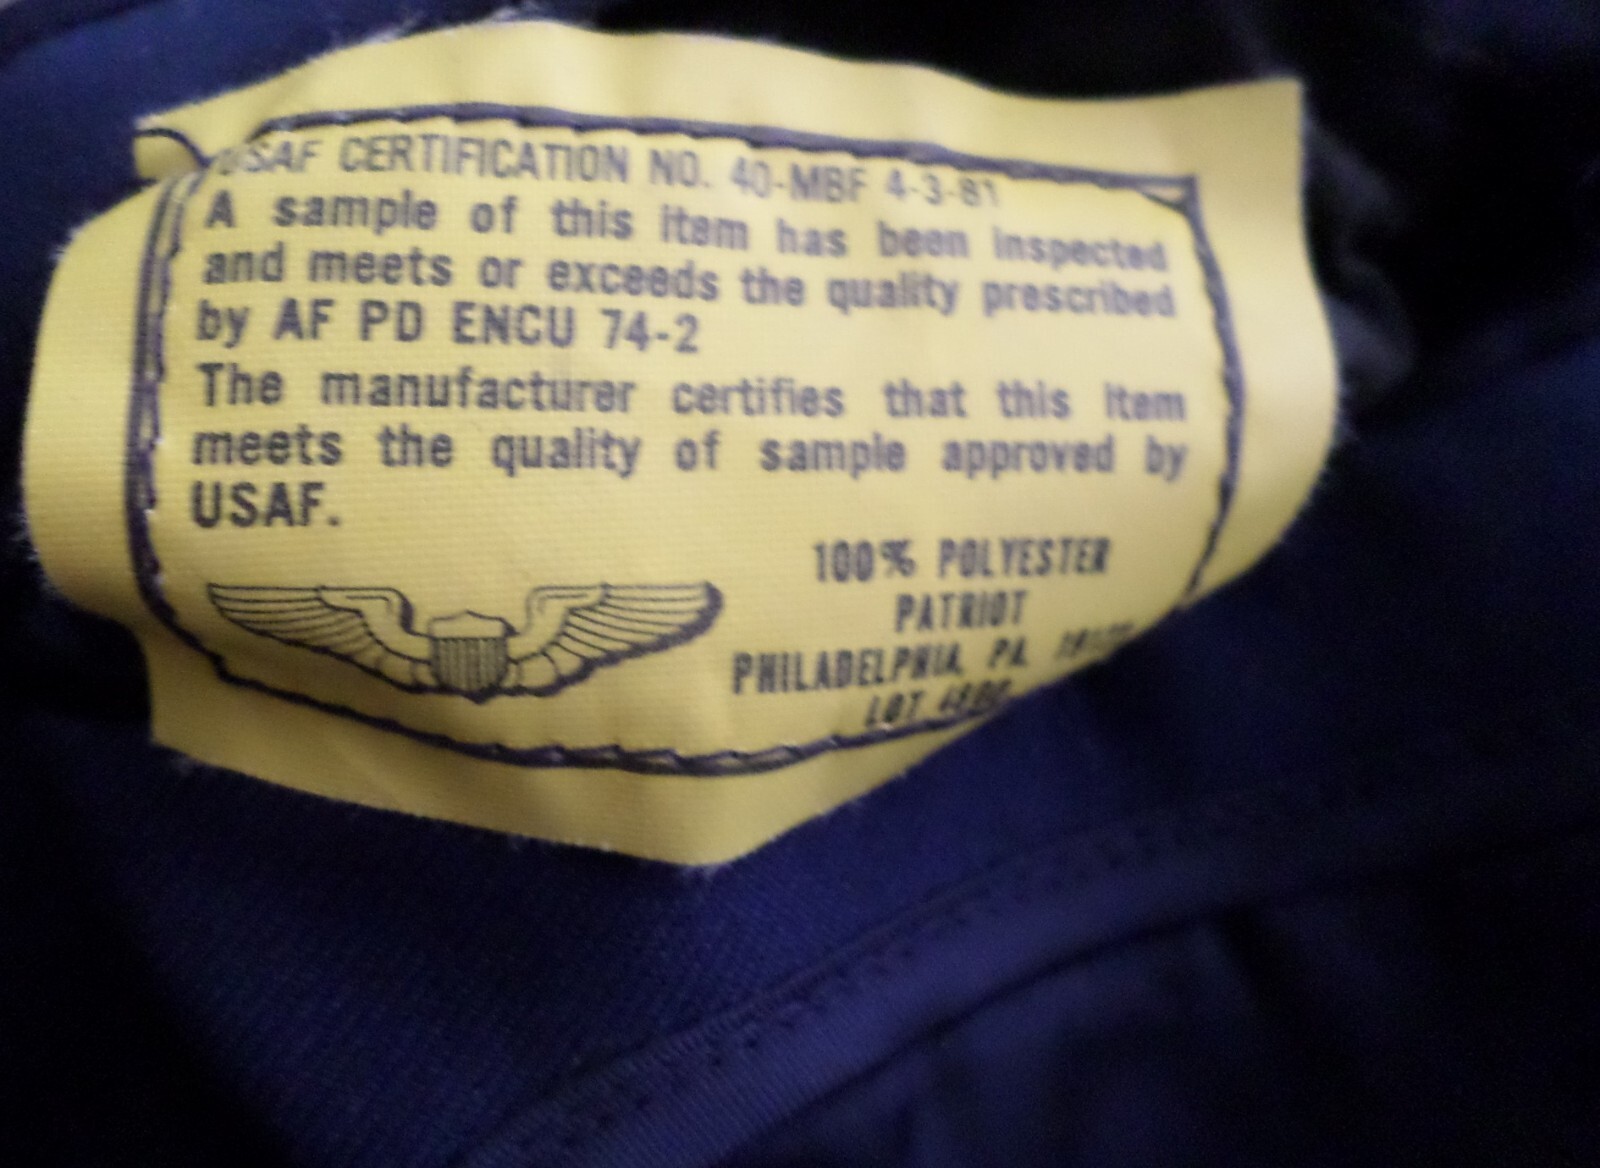 USAF CERTIFICATION NO. 40-MBF 4-3-81
A sample of this item has been inspected
and meets or exceeds the quality prescribed
by AF PD ENCU 74-2
The manufacturer certifies that this item
meets the quality of sample approved by
USAF.
100% POLYESTER
PATRIOT
PHILADELPHIA, PA.
LOT